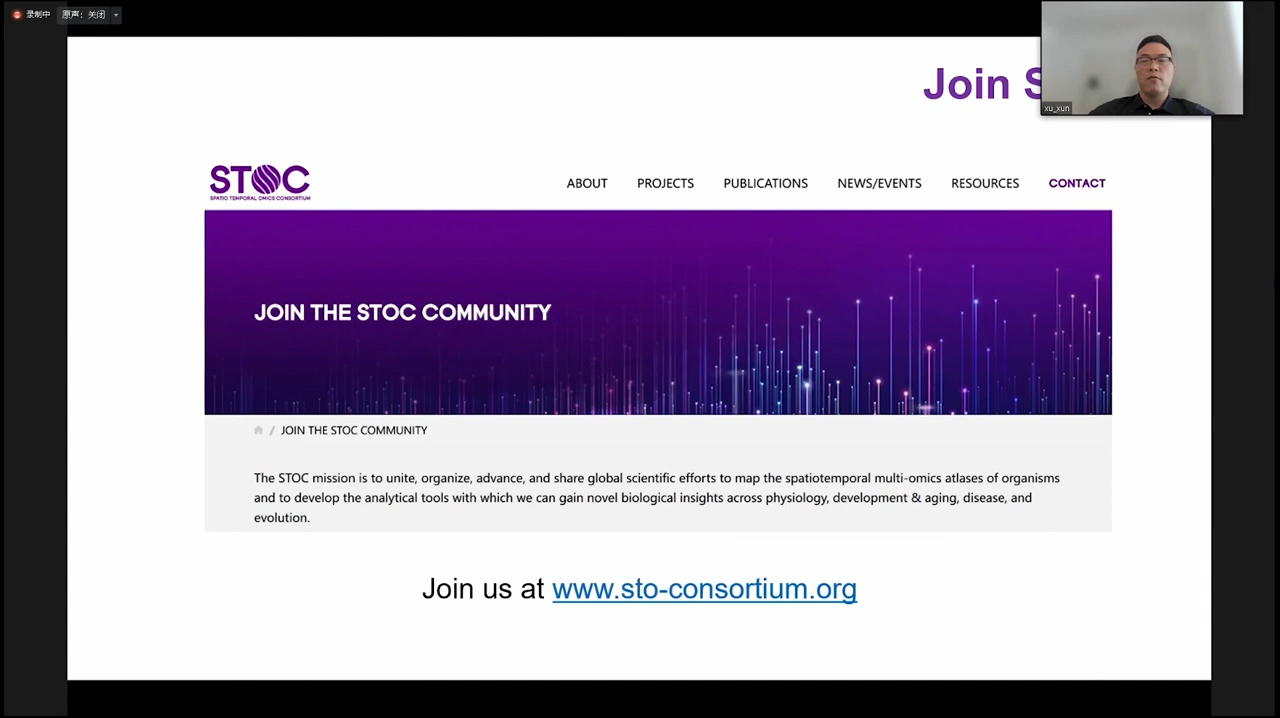 录制中 原声: 关闭
Join S
xu_xun
STOC
SPATIO TEMPORAL OMICS CONSORTIUM
ABOUT PROJECTS PUBLICATIONS NEWS/EVENTS RESOURCES CONTACT
JOIN THE STOC COMMUNITY
/ JOIN THE STOC COMMUNITY
The STOC mission is to unite, organize, advance, and share global scientific efforts to map the spatiotemporal multi-omics atlases of organisms
and to develop the analytical tools with which we can gain novel biological insights across physiology, development & aging, disease, and
evolution.
Join us at www.sto-consortium.org